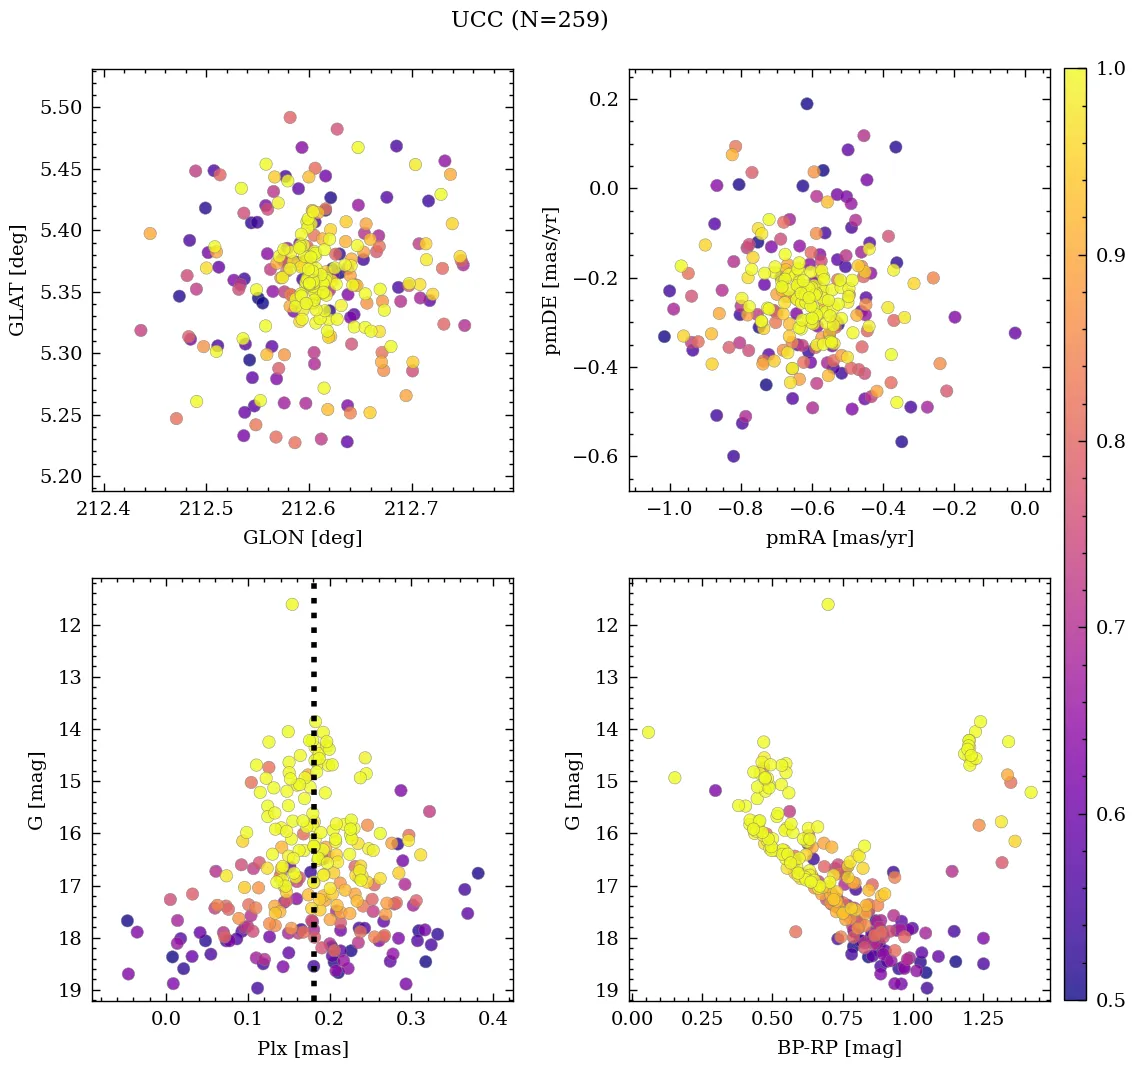 UCC (N=259)
5.50
5.45
5.40
5.35
5.30
5.25
5.20
GLAT [deg]
212.4 212.5 212.6 212.7
GLON [deg]
0.2
0.0
−0.2
−0.4
−0.6
pmDE [mas/yr]
−1.0 −0.8 −0.6 −0.4 −0.2 0.0
pmRA [mas/yr]
12
13
14
15
16
17
18
19
G [mag]
0.0 0.1 0.2 0.3 0.4
Plx [mas]
12
13
14
15
16
17
18
19
G [mag]
0.00 0.25 0.50 0.75 1.00 1.25
BP-RP [mag]
1.0
0.9
0.8
0.7
0.6
0.5